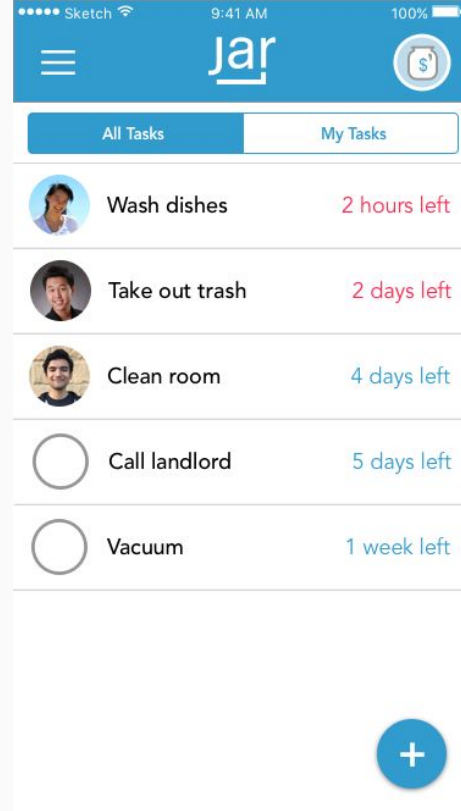 Sketch 9:41 AM 100%
Jar
$
All Tasks My Tasks
Wash dishes 2 hours left
Take out trash 2 days left
Clean room 4 days left
Call landlord 5 days left
Vacuum 1 week left
+